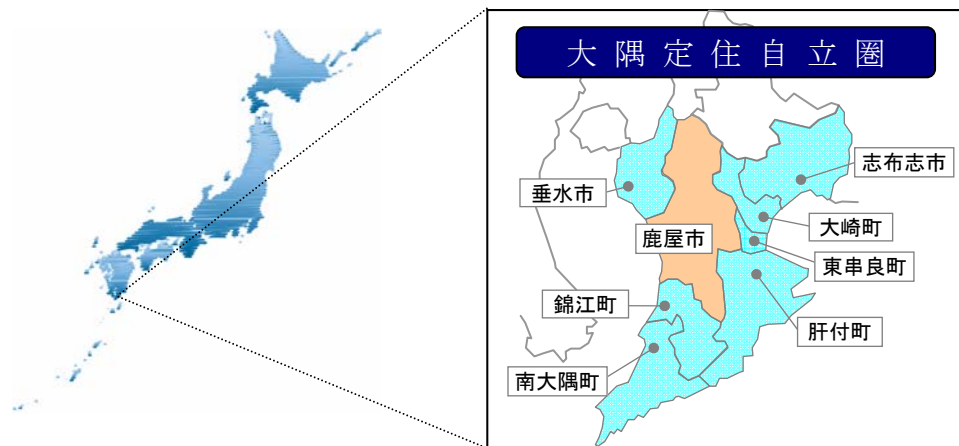 大隅定住自立圏
志布志市
垂水市
大崎町
鹿屋市
東串良町
錦江町
肝付町
南大隅町